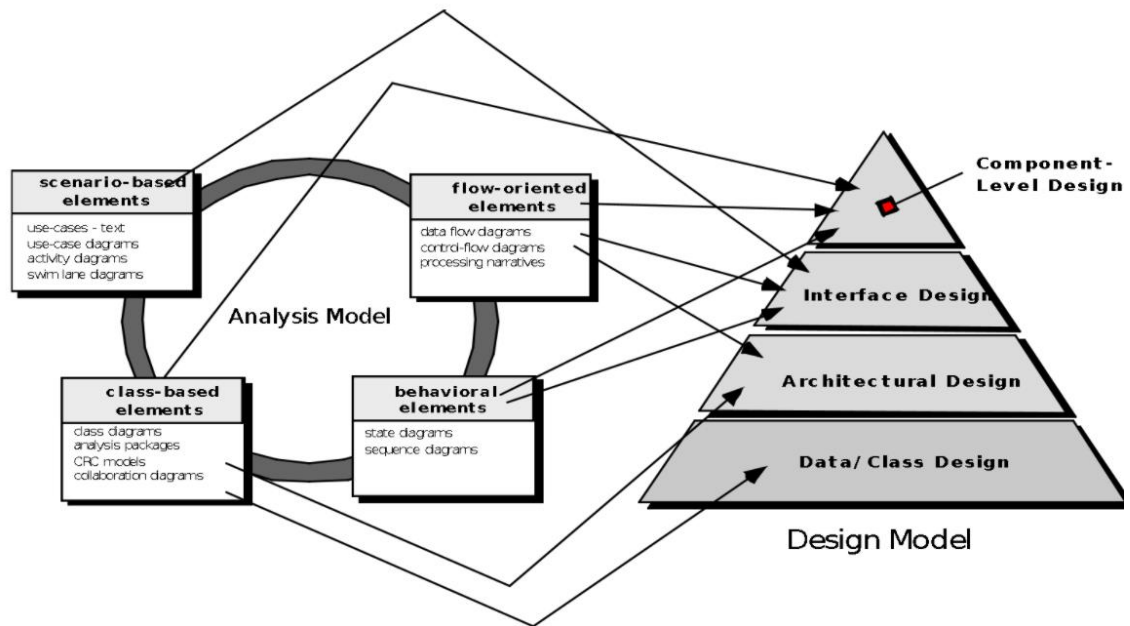 scenario-based
elements
use-cases - text
use-case diagrams
activity diagrams
swim lane diagrams
flow-oriented
elements
data flow diagrams
control-flow diagrams
processing narratives
Analysis Model
class-based
elements
class diagrams
analysis packages
CRC models
collaboration diagrams
behavioral
elements
state diagrams
sequence diagrams
Component-
Level Design
Interface Design
Architectural Design
Data/Class Design
Design Model